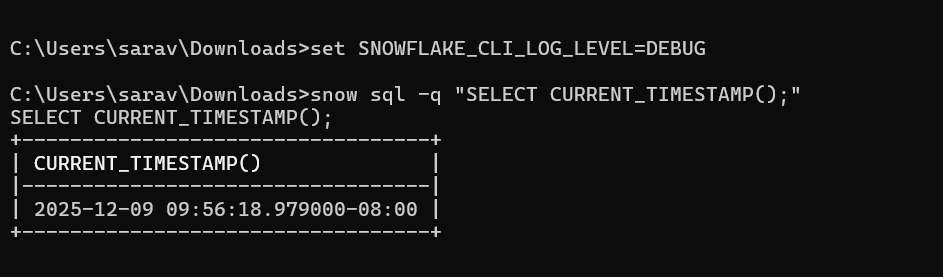 C:\Users\sarav\Downloads>set SNOWFLAKE_CLI_LOG_LEVEL=DEBUG
C:\Users\sarav\Downloads>snow sql -q "SELECT CURRENT_TIMESTAMP();"
SELECT CURRENT_TIMESTAMP();
+---------------------------------+
| CURRENT_TIMESTAMP()             |
|---------------------------------|
| 2025-12-09 09:56:18.979000-08:00 |
+---------------------------------+